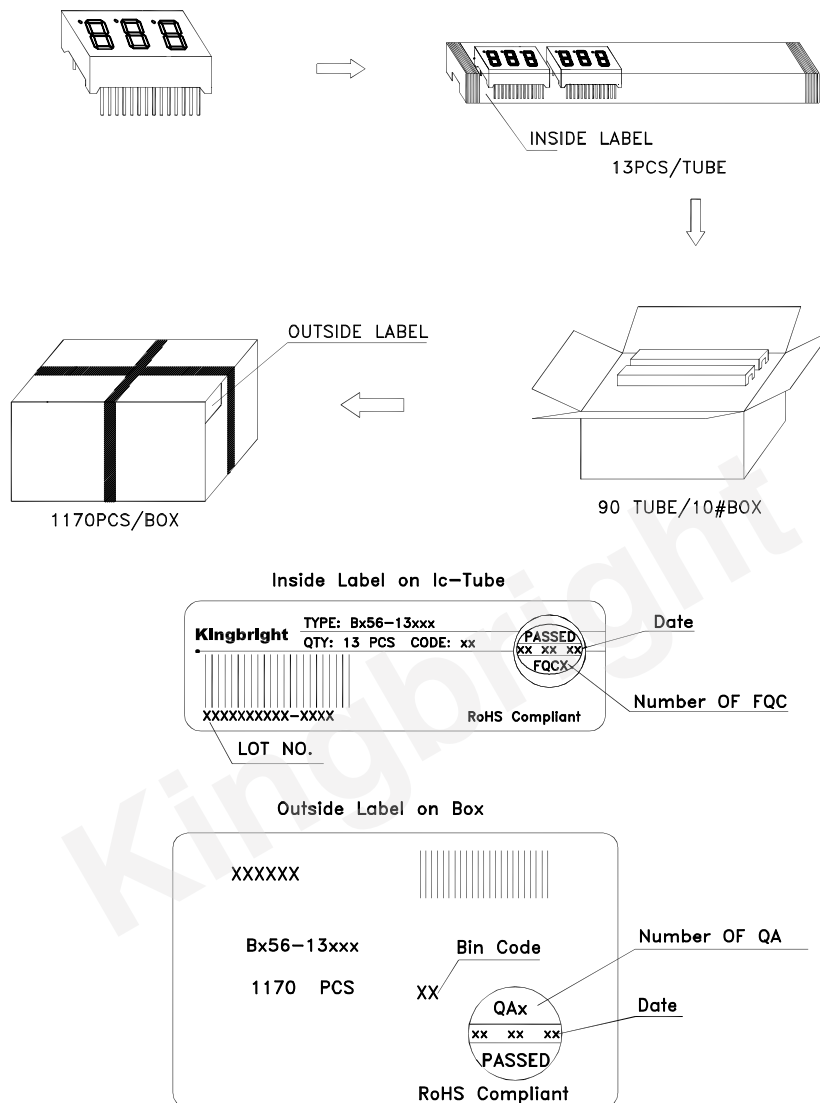 INSIDE LABEL
13PCS/TUBE
OUTSIDE LABEL
1170PCS/BOX
90 TUBE/10#BOX
Inside Label on Ic-Tube
Kingbright
TYPE: Bx56-13xxx
QTY: 13 PCS CODE: xx
PASSED
xx xx xx
FQCX
Date
Number OF FQC
XXXXXXXXXX-XXXX
RoHS Compliant
LOT NO.
Outside Label on Box
XXXXXX
Bx56-13xxx
1170 PCS
Bin Code
XX
Number OF QA
QAx
xx xx xx
Date
PASSED
RoHS Compliant
Kingbright